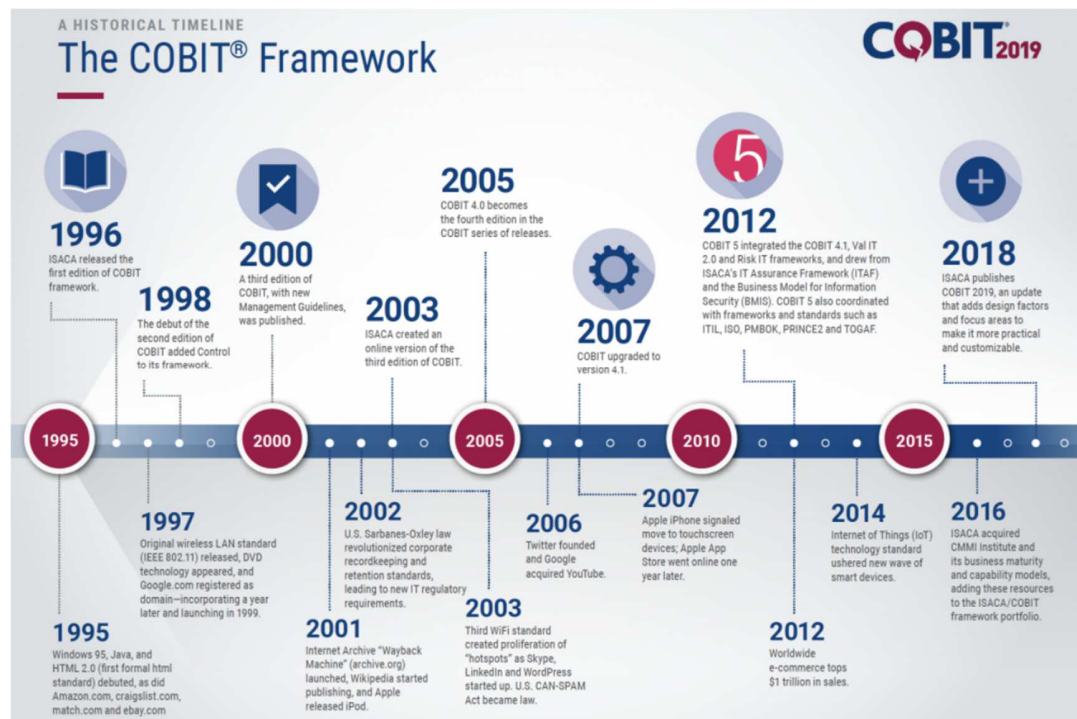 A HISTORICAL TIMELINE
The COBIT® Framework
COBIT® 2019
1996
ISACA released the
first edition of COBIT
framework.
1998
The debut of the
second edition of
COBIT added Control
to its framework.
2000
A third edition of
COBIT, with new
Management Guidelines,
was published.
2003
ISACA created an
online version of the
third edition of COBIT.
2005
COBIT 4.0 becomes
the fourth edition in the
COBIT series of releases.
2007
COBIT upgraded to
version 4.1.
5
2012
COBIT 5 integrated the COBIT 4.1, Val IT
2.0 and Risk IT frameworks, and drew from
ISACA's IT Assurance Framework (ITAF)
and the Business Model for Information
Security (BMIS). COBIT 5 also coordinated
with frameworks and standards such as
ITIL, ISO, PMBOK, PRINCE2 and TOGAF.
2018
ISACA publishes
COBIT 2019, an update
that adds design factors
and focus areas to
make it more practical
and customizable.
1995
2000
2005
2010
2015
1995
Windows 95, Java, and
HTML 2.0 (first formal html
standard) debuted, as did
Amazon.com, craigslist.com,
match.com and ebay.com
1997
Original wireless LAN standard
(IEEE 802.11) released, DVD
technology appeared, and
Google.com registered as
domain—incorporating a year
later and launching in 1999.
2001
Internet Archive "Wayback
Machine" (archive.org)
launched, Wikipedia started
publishing, and Apple
released iPod.
2002
U.S. Sarbanes-Oxley law
revolutionized corporate
recordkeeping and
retention standards,
leading to new IT regulatory
requirements.
2003
Third WiFi standard
created proliferation of
"hotspots" as Skype,
LinkedIn and WordPress
started up. U.S. CAN-SPAM
Act became law.
2006
Twitter founded
and Google
acquired YouTube.
2007
Apple iPhone signaled
move to touchscreen
devices; Apple App
Store went online one
year later.
2012
Worldwide
e-commerce tops
$1 trillion in sales.
2014
Internet of Things (IoT)
technology standard
ushered new wave of
smart devices.
2016
ISACA acquired
CMMI Institute and
its business maturity
and capability models,
adding these resources
to the ISACA/COBIT
framework portfolio.